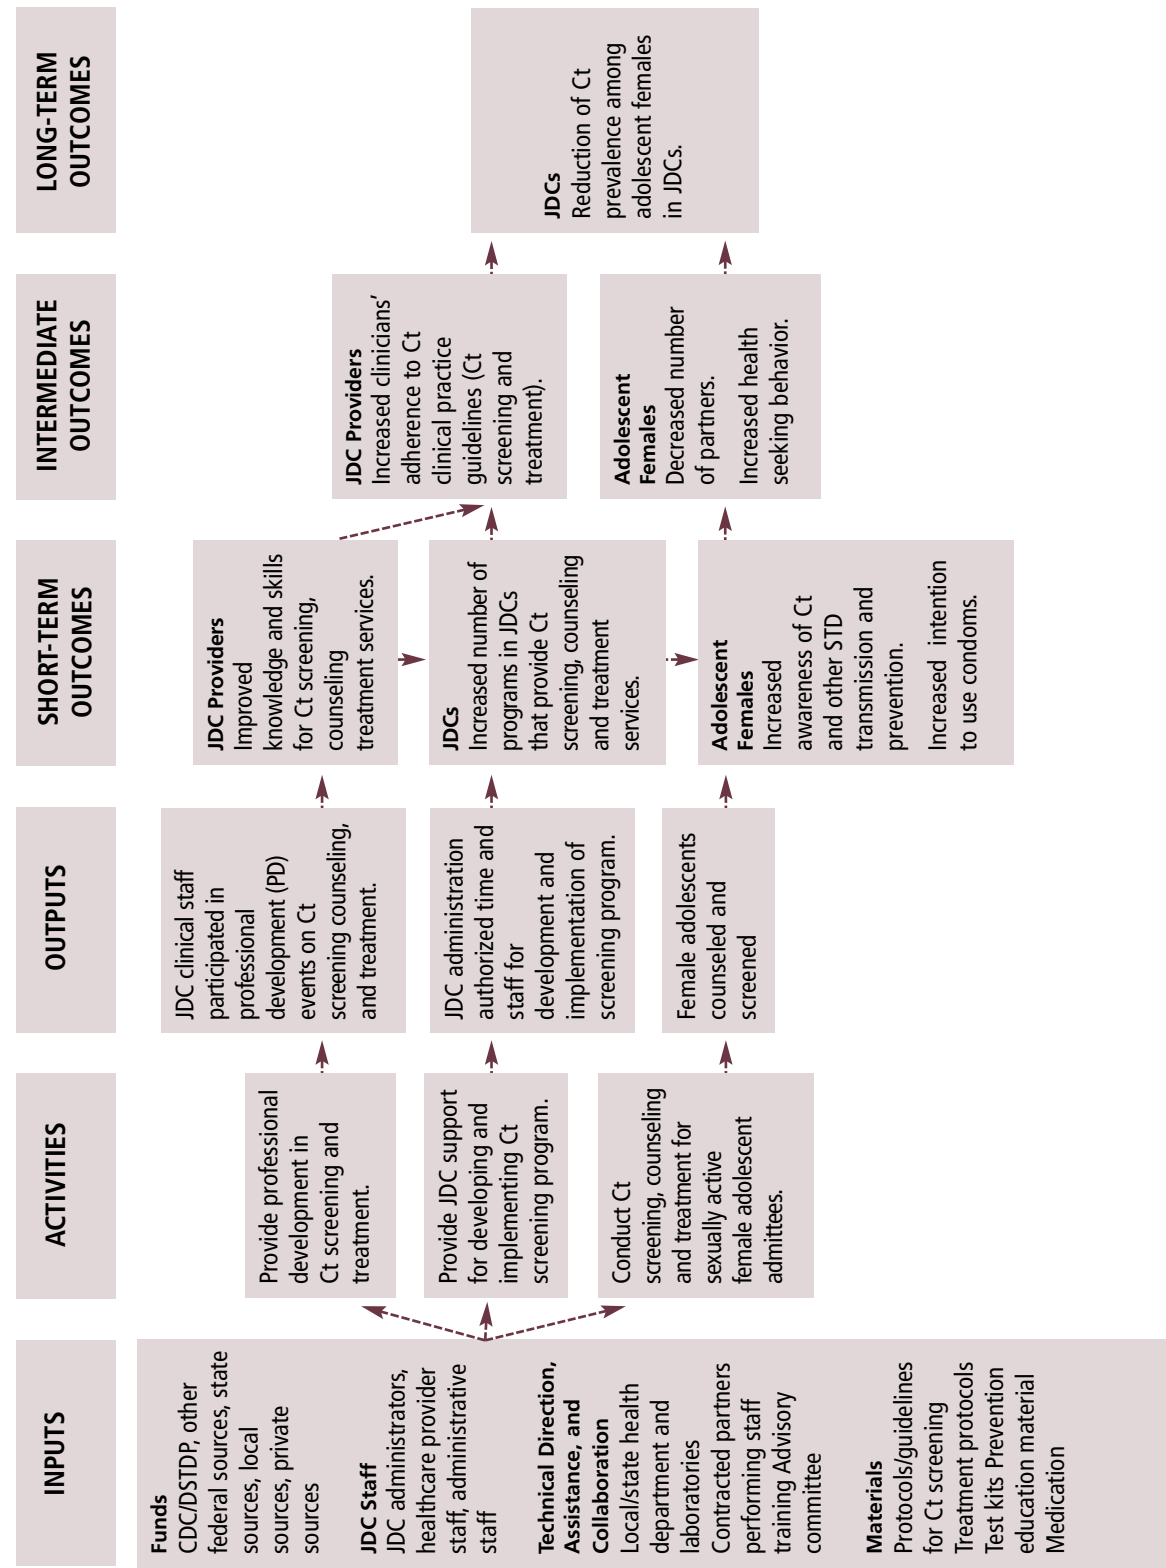 INPUTS
Funds
CDC/DSTDP, other
federal sources, state
sources, local
sources, private
sources
JDC Staff
JDC administrators,
healthcare provider
staff, administrative
staff
Technical Direction,
Assistance, and
Collaboration
Local/state health
department and
laboratories
Contracted partners
performing staff
training Advisory
committee
Materials
Protocols/guidelines
for Ct screening
Treatment protocols
Test kits Prevention
education material
Medication
ACTIVITIES
Provide professional
development in
Ct screening and
treatment.
Provide JDC support
for developing and
implementing Ct
screening program.
Conduct Ct
screening, counseling
and treatment for
sexually active
female adolescent
admittees.
OUTPUTS
JDC clinical staff
participated in
professional
development (PD)
events on Ct
screening counseling,
and treatment.
JDC administration
authorized time and
staff for
development and
implementation of
screening program.
Female adolescents
counseled and
screened
SHORT-TERM
OUTCOMES
JDC Providers
Improved
knowledge and skills
for Ct screening,
counseling
treatment services.
JDCs
Increased number of
programs in JDCs
that provide Ct
screening, counseling
and treatment
services.
Adolescent
Females
Increased
awareness of Ct
and other STD
transmission and
prevention.
Increased intention
to use condoms.
INTERMEDIATE
OUTCOMES
JDC Providers
Increased clinicians’
adherence to Ct
clinical practice
guidelines (Ct
screening and
treatment).
Adolescent
Females
Decreased number
of partners.
Increased health
seeking behavior.
LONG-TERM
OUTCOMES
JDCs
Reduction of Ct
prevalence among
adolescent females
in JDCs.